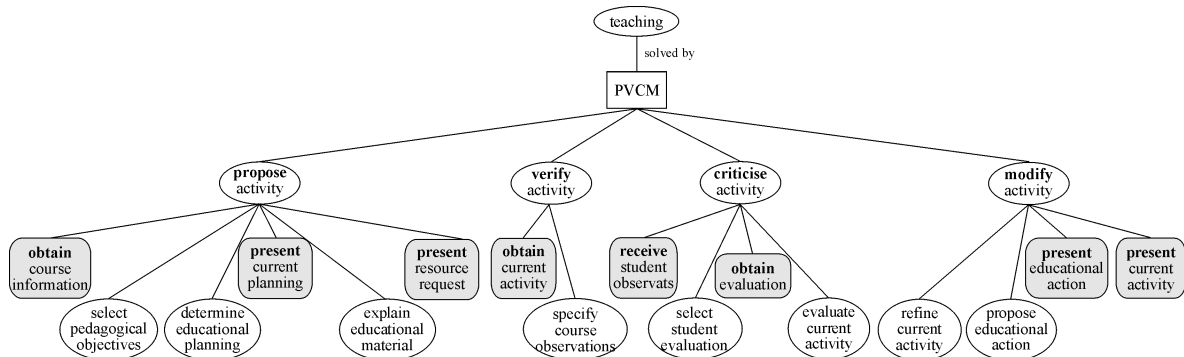 teaching
solved by
PVCM
propose
activity
verify
activity
criticise
activity
modify
activity
obtain
course
information
present
current
planning
present
resource
request
obtain
current
activity
receive
student
observats
obtain
evaluation
present
educational
action
present
current
activity
select
pedagogical
objectives
determine
educational
planning
explain
educational
material
specify
course
observations
select
student
evaluation
evaluate
current
activity
refine
current
activity
propose
educational
action